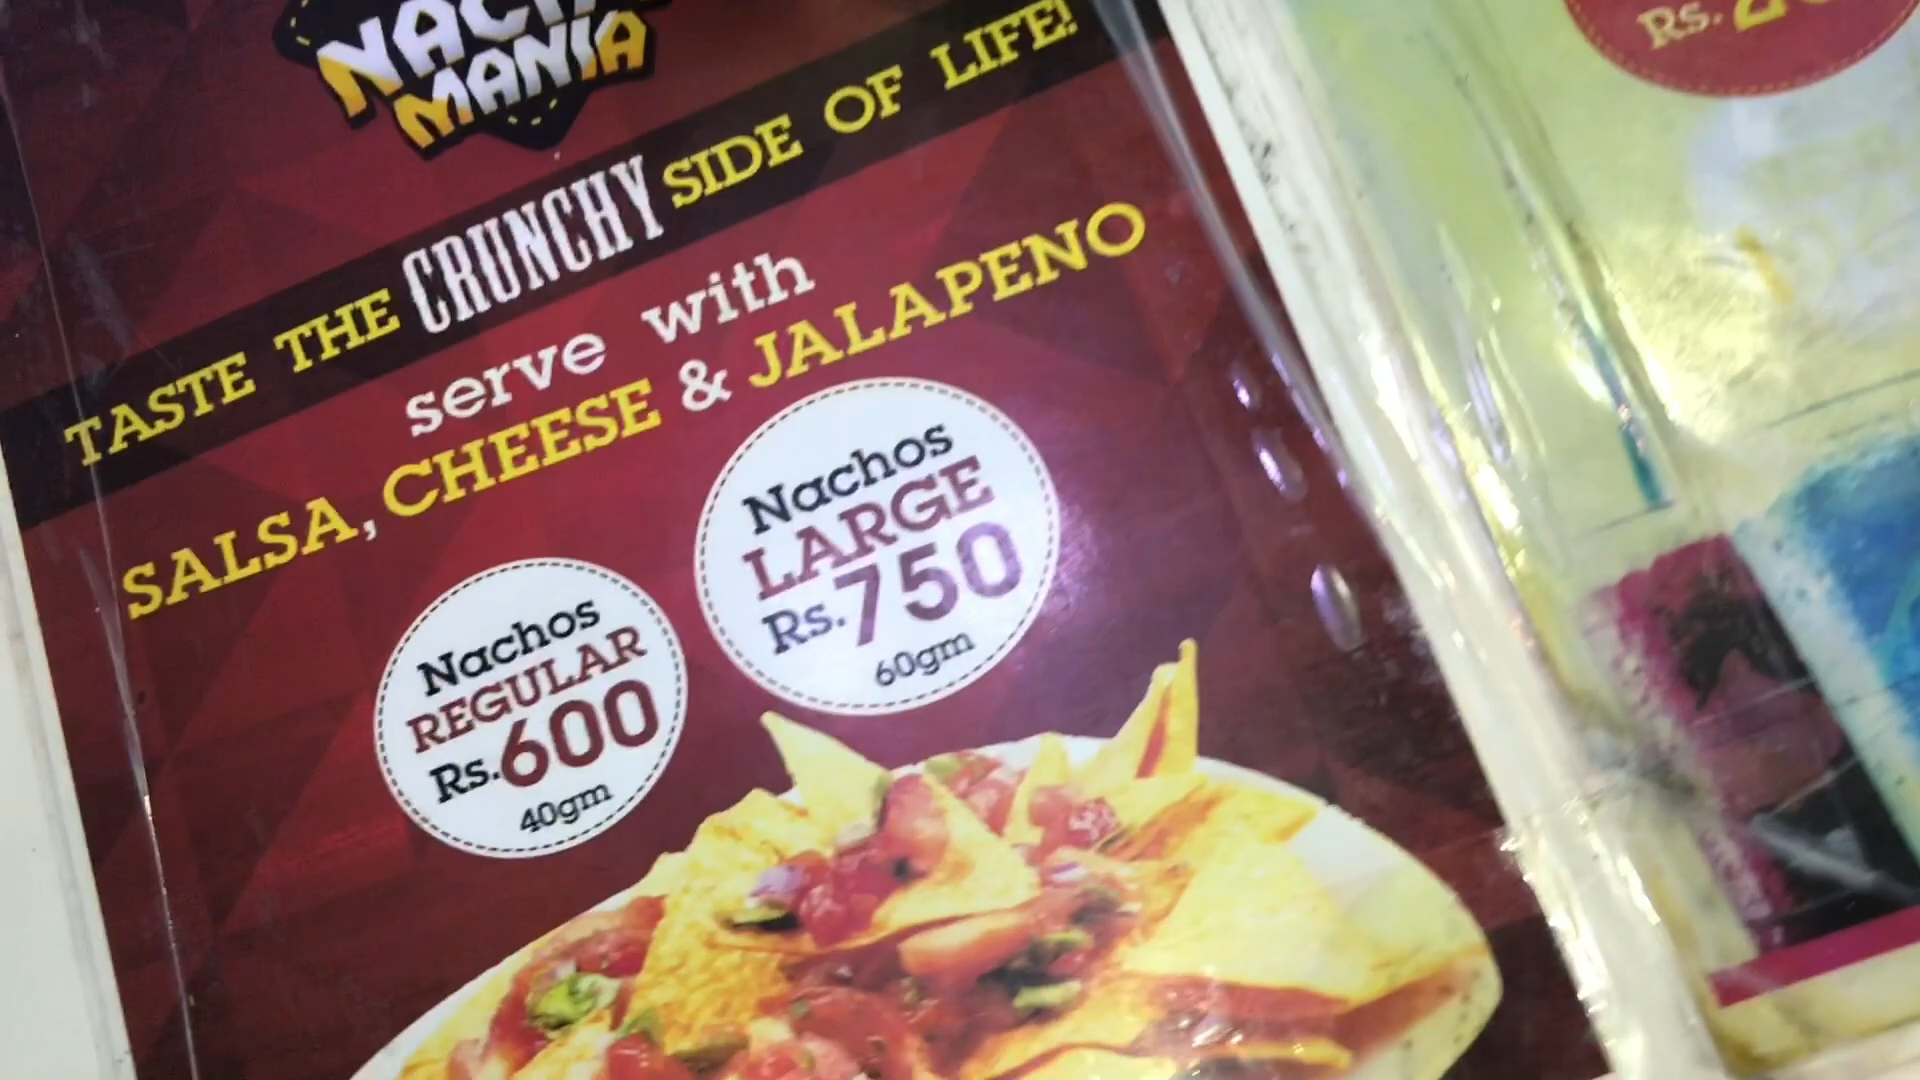 MANIA
TASTE THE CRUNCHY SIDE OF LIFE!
serve with
SALSA, CHEESE & JALAPENO
Nachos
LARGE
Rs.750
60gm
Nachos
REGULAR
Rs.600
40gm
Rs.